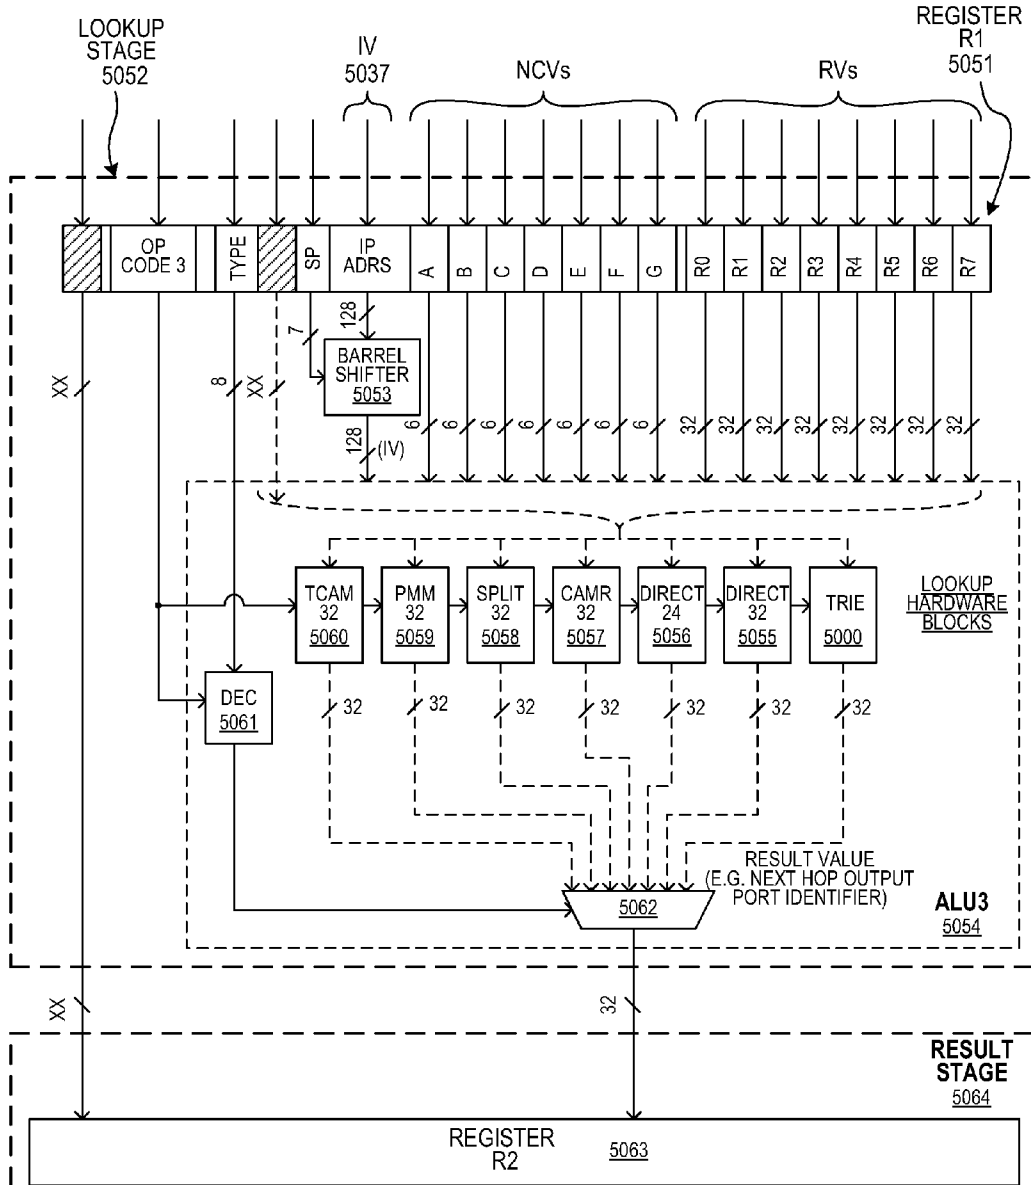 LOOKUP
STAGE
5052
IV
5037
NCVs
RVs
REGISTER
R1
5051
OP
CODE 3
TYPE
SP
IP
ADRS
A
B
C
D
E
F
G
R0
R1
R2
R3
R4
R5
R6
R7
XX
8
XX
7
128
BARREL
SHIFTER
5053
128
(IV)
6
6
6
6
6
6
6
32
32
32
32
32
32
32
32
TCAM
32
5060
PMM
32
5059
SPLIT
32
5058
CAMR
32
5057
DIRECT
24
5056
DIRECT
32
5055
TRIE
5000
LOOKUP
HARDWARE
BLOCKS
DEC
5061
32
32
32
32
32
32
32
RESULT VALUE
(E.G. NEXT HOP OUTPUT
PORT IDENTIFIER)
5062
ALU3
5054
XX
32
RESULT
STAGE
5064
REGISTER
R2
5063